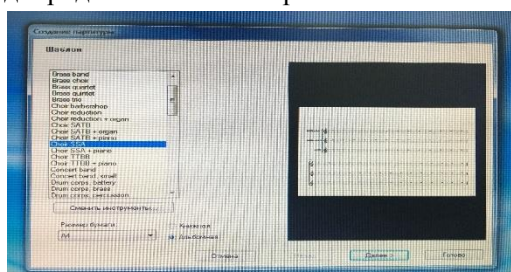 Создание партитуры
Шаблон
Brass band
Brass choir
Brass quartet
Brass quintet
Brass trio
Choir barbershop
Choir reduction
Choir reduction + organ
Choir SATB
Choir SATB + organ
Choir SATB + piano
Choir SSA
Choir SSA + piano
Choir TTBB
Choir TTBB + piano
Concert band
Concert band, small
Drum corps, battery
Drum corps, brass
Drum corps, percussion
Сменить инструменты...
Размер бумаги
A4
Книжная
Альбомная
Отмена
Далее >
Готово